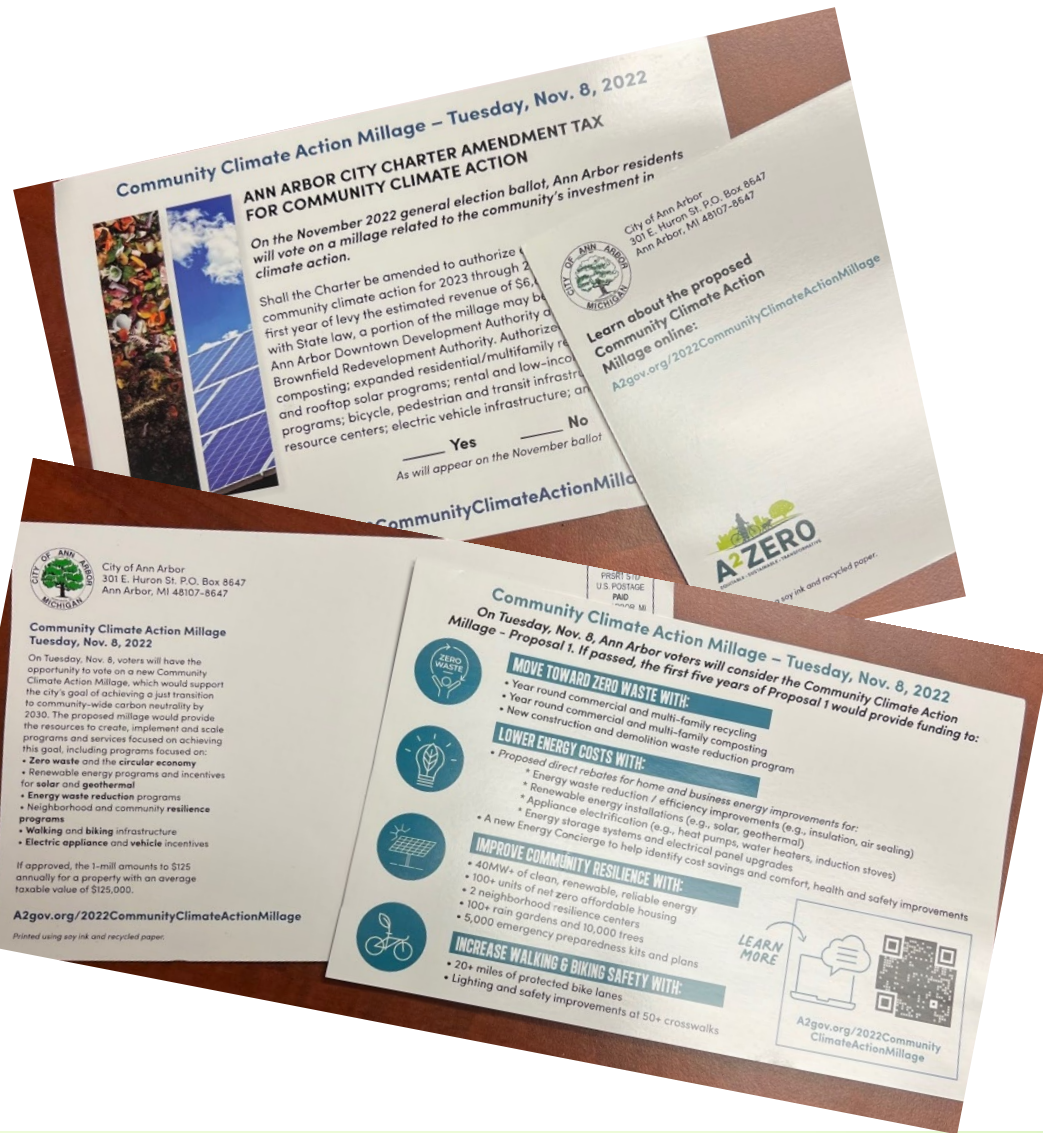 Community Climate Action Millage – Tuesday, Nov. 8, 2022
ANN ARBOR CITY CHARTER AMENDMENT TAX
FOR COMMUNITY CLIMATE ACTION
On the November 2022 general election ballot, Ann Arbor residents
will vote on a millage related to the community's investment in
climate action.
Shall the Charter be amended to authorize
community climate action for 2023 through
first year of levy the estimated revenue of
with State law, a portion of the millage may be
Ann Arbor Downtown Development Authority
Brownfield Redevelopment Authority.
composting; expanded residential/multifamily
and rooftop solar programs; rental and
programs; bicycle, pedestrian and transit
resource centers; electric vehicle infrastructure;
____ Yes ____ No
As will appear on the November ballot
CITY OF ANN ARBOR
MICHIGAN
City of Ann Arbor
301 E. Huron St. P.O. Box 8647
Ann Arbor, MI 48107-8647
Learn about the proposed
Community Climate Action
Millage online:
A2gov.org/2022CommunityClimateActionMillage
A2ZERO
EQUITABLE • SUSTAINABLE • TRANSFORMATIVE
soy ink and recycled paper.
CITY OF ANN ARBOR
MICHIGAN
City of Ann Arbor
301 E. Huron St. P.O. Box 8647
Ann Arbor, MI 48107-8647
Community Climate Action Millage
Tuesday, Nov. 8, 2022
On Tuesday, Nov. 8, voters will have the
opportunity to vote on a new Community
Climate Action Millage, which would support
the city's goal of achieving a just transition
to community-wide carbon neutrality by
2030. The proposed millage would provide
the resources to create, implement and scale
programs and services focused on achieving
this goal, including programs focused on:
• Zero waste and the circular economy
• Renewable energy programs and incentives
for solar and geothermal
• Energy waste reduction programs
• Neighborhood and community resilience
programs
• Walking and biking infrastructure
• Electric appliance and vehicle incentives
If approved, the 1-mill amounts to $125
annually for a property with an average
taxable value of $125,000.
A2gov.org/2022CommunityClimateActionMillage
Printed using soy ink and recycled paper.
PRSRT STD
U.S. POSTAGE
PAID
MI
Community Climate Action Millage – Tuesday, Nov. 8, 2022
On Tuesday, Nov. 8, Ann Arbor voters will consider the Community Climate Action
Millage – Proposal 1. If passed, the first five years of Proposal 1 would provide funding to:
ZERO
WASTE
MOVE TOWARD ZERO WASTE WITH:
• Year round commercial and multi-family recycling
• Year round commercial and multi-family composting
• New construction and demolition waste reduction program
LOWER ENERGY COSTS WITH:
• Proposed direct rebates for home and business energy improvements for:
* Energy waste reduction / efficiency improvements (e.g., insulation, air sealing)
* Renewable energy installations (e.g., solar, geothermal)
* Appliance electrification (e.g., heat pumps, water heaters, induction stoves)
* Energy storage systems and electrical panel upgrades
• A new Energy Concierge to help identify cost savings and comfort, health and safety improvements
IMPROVE COMMUNITY RESILIENCE WITH:
• 40MW+ of clean, renewable, reliable energy
• 100+ units of net zero affordable housing
• 2 neighborhood resilience centers
• 100+ rain gardens and 10,000 trees
• 5,000 emergency preparedness kits and plans
INCREASE WALKING & BIKING SAFETY WITH:
• 20+ miles of protected bike lanes
• Lighting and safety improvements at 50+ crosswalks
LEARN
MORE
A2gov.org/2022Community
ClimateActionMillage